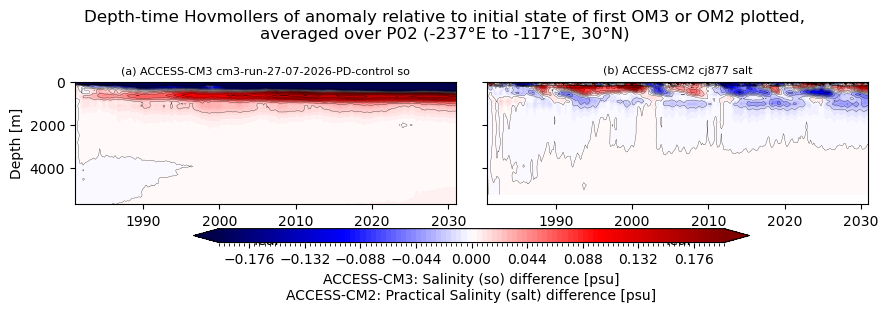 Depth-time Hovmollers of anomaly relative to initial state of first OM3 or OM2 plotted,
averaged over P02 (-237°E to -117°E, 30°N)
(a) ACCESS-CM3 cm3-run-27-07-2026-PD-control so
(b) ACCESS-CM2 cj877 salt
Depth [m]
0
2000
4000
1990 2000 2010 2020 2030
1990 2000 2010 2020 2030
−0.176 −0.132 −0.088 −0.044 0.000 0.044 0.088 0.132 0.176
ACCESS-CM3: Salinity (so) difference [psu]
ACCESS-CM2: Practical Salinity (salt) difference [psu]